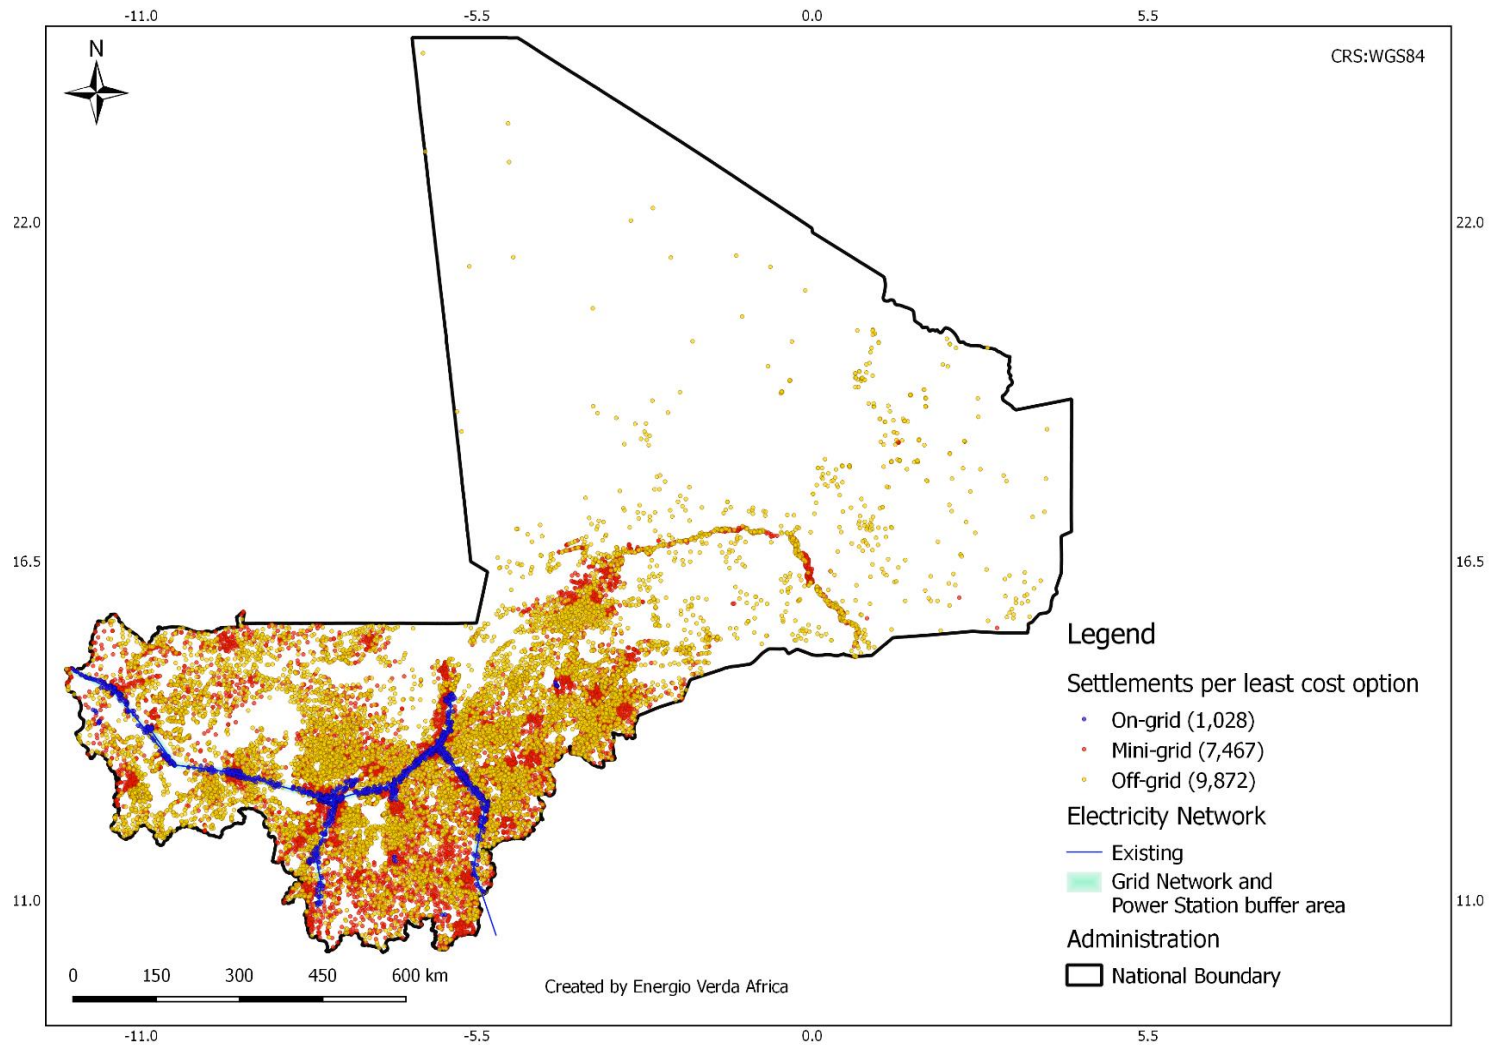 -11.0
-5.5
0.0
5.5
N
CRS:WGS84
22.0
22.0
16.5
16.5
11.0
11.0
Legend
Settlements per least cost option
On-grid (1,028)
Mini-grid (7,467)
Off-grid (9,872)
Electricity Network
Existing
Grid Network and
Power Station buffer area
Administration
National Boundary
0 150 300 450 600 km
Created by Energio Verda Africa
-11.0
-5.5
0.0
5.5